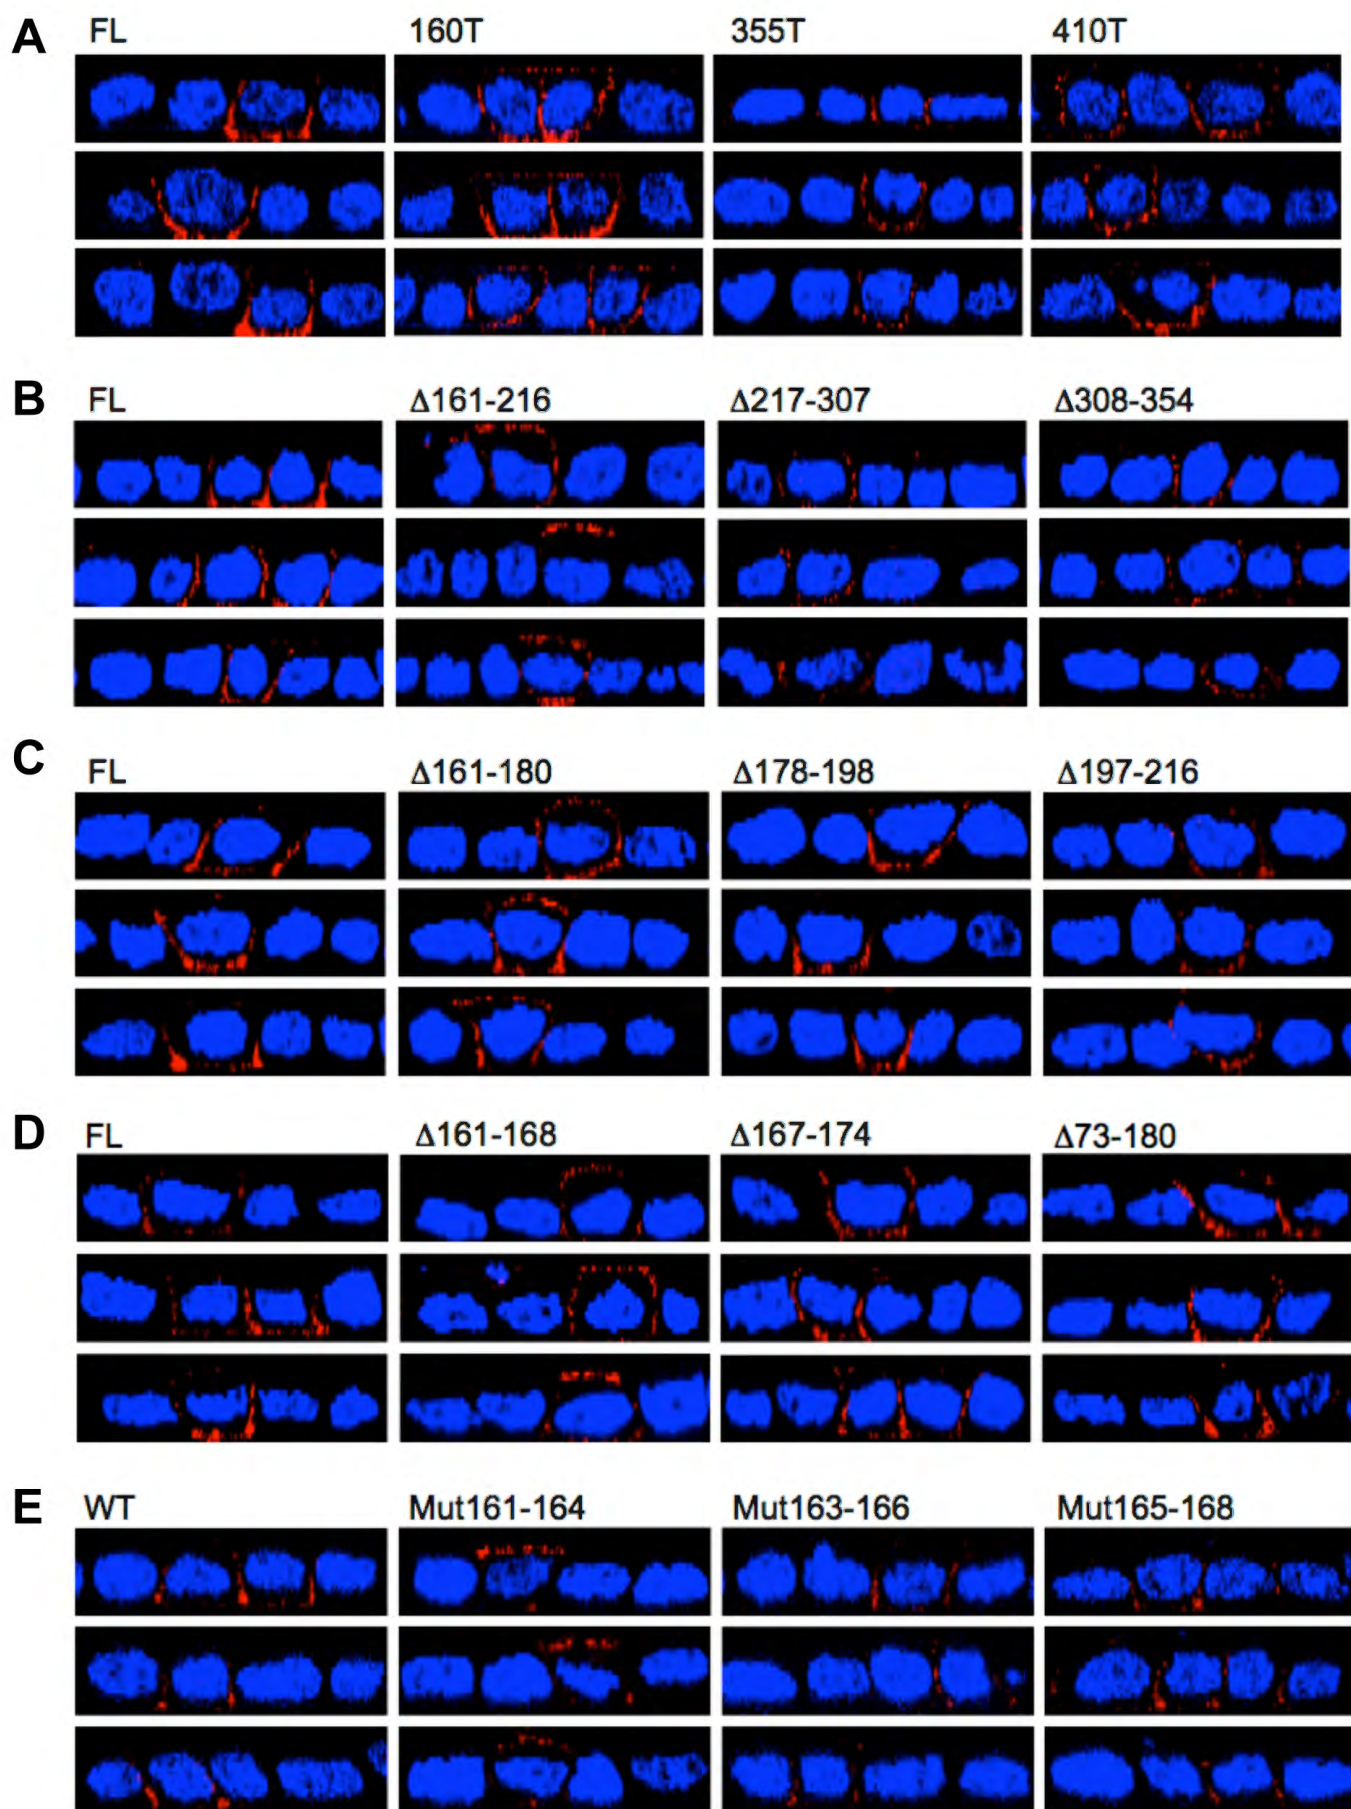 A FL 160T 355T 410T
B FL Δ161-216 Δ217-307 Δ308-354
C FL Δ161-180 Δ178-198 Δ197-216
D FL Δ161-168 Δ167-174 Δ73-180
E WT Mut161-164 Mut163-166 Mut165-168